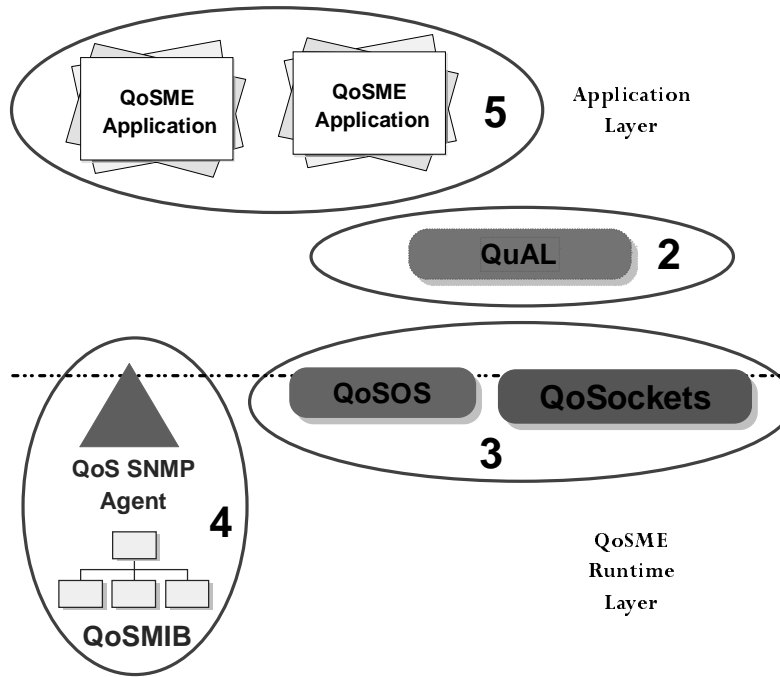 QoSME
Application
QoSME
Application
5
Application
Layer
QuAL
2
QoSOS
QoSockets
3
QoS SNMP
Agent
4
QoSMIB
QoSME
Runtime
Layer